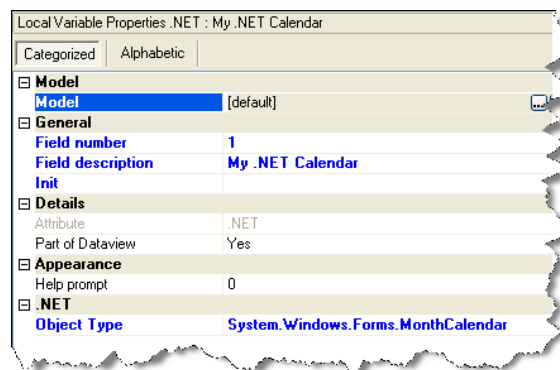 Local Variable Properties .NET : My .NET Calendar
Categorized Alphabetic
Model
Model [default] ...
General
Field number 1
Field description My .NET Calendar
Init
Details
Attribute .NET
Part of Dataview Yes
Appearance
Help prompt 0
.NET
Object Type System.Windows.Forms.MonthCalendar